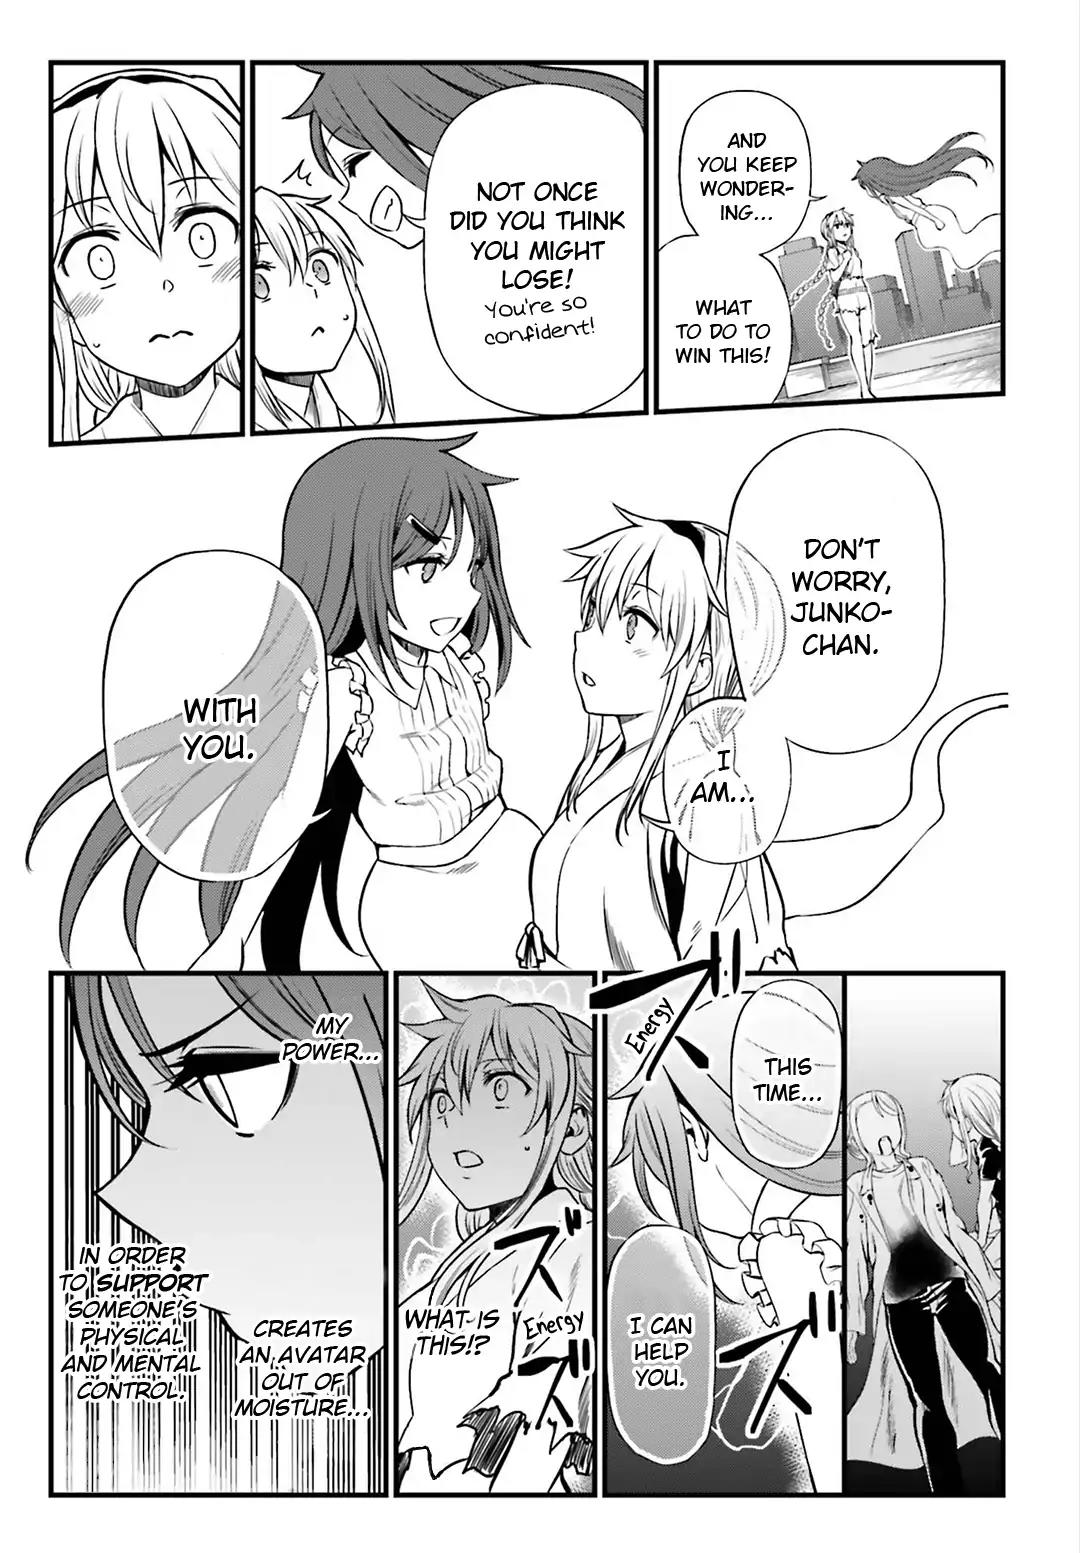 AND
YOU KEEP
WONDER-
ING...
WHAT
TO DO TO
WIN THIS!
NOT ONCE
DID YOU THINK
YOU MIGHT
LOSE!
You're so
confident!
DON'T
WORRY,
JUNKO-
CHAN.
I
AM...
WITH
YOU.
THIS
TIME...
Energy
I CAN
HELP
YOU.
WHAT IS
THIS!?
Energy
MY
POWER...
CREATES
AN AVATAR
OUT OF
MOISTURE...
IN ORDER
TO SUPPORT
SOMEONE'S
PHYSICAL
AND MENTAL
CONTROL.